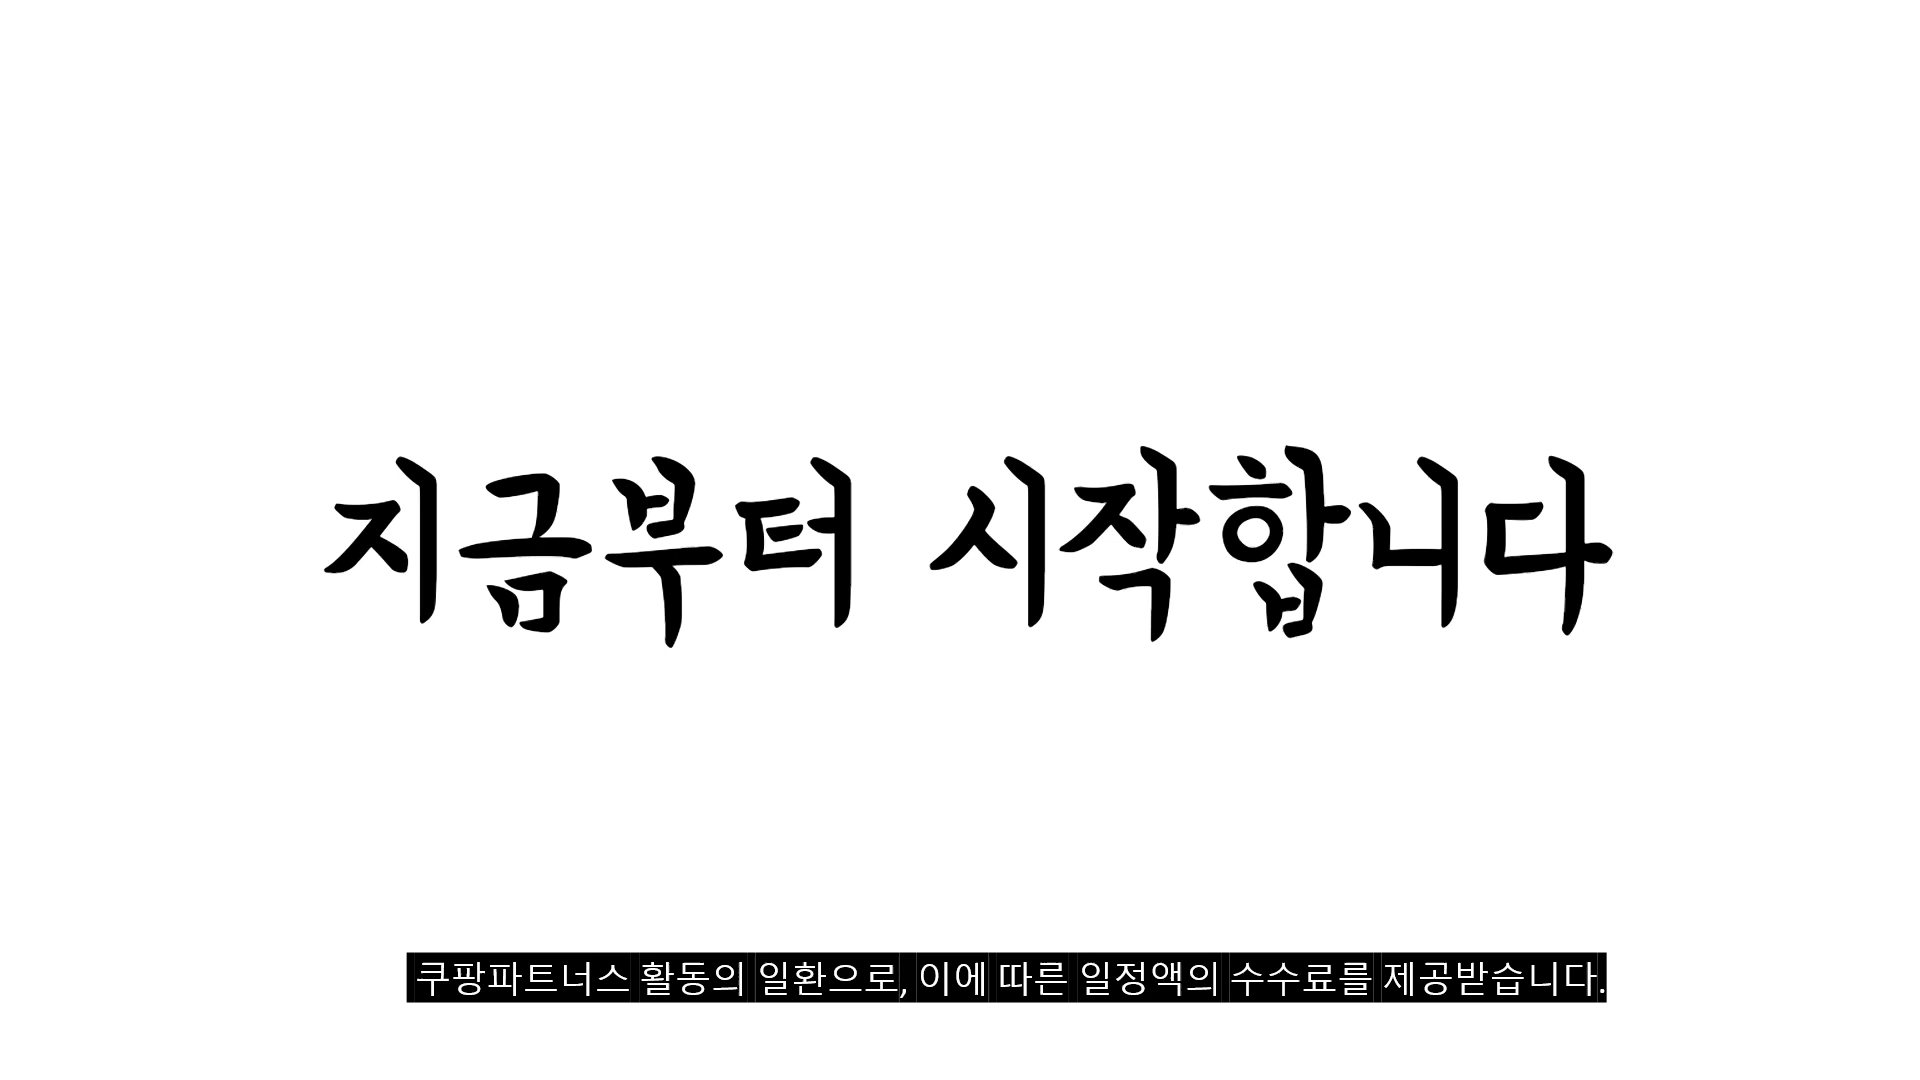 지금부터 시작합니다
쿠팡파트너스 활동의 일환으로, 이에 따른 일정액의 수수료를 제공받습니다.